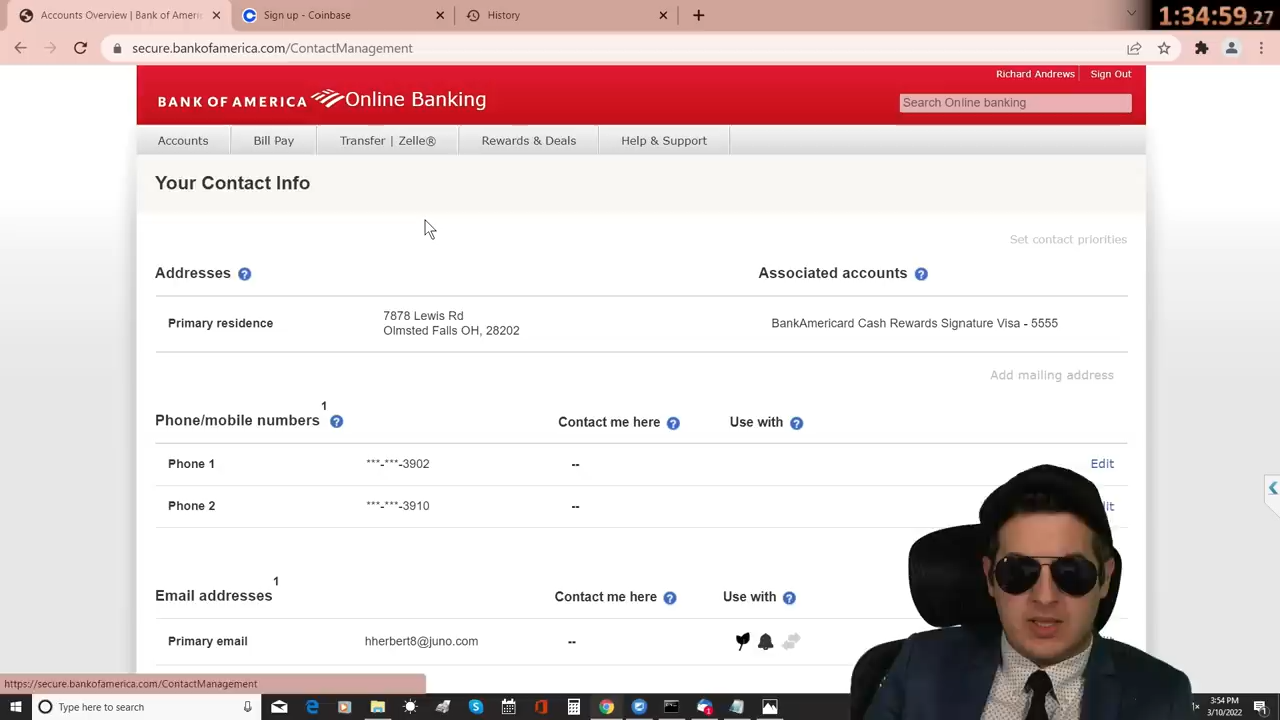 Accounts Overview | Bank of Ameri
Sign up - Coinbase
History
1:34:59.27
secure.bankofamerica.com/ContactManagement
Richard Andrews
Sign Out
BANK OF AMERICA Online Banking
Search Online banking
Accounts
Bill Pay
Transfer | Zelle®
Rewards & Deals
Help & Support
Your Contact Info
Set contact priorities
Addresses ?
Associated accounts ?
Primary residence
7878 Lewis Rd
Olmsted Falls OH, 28202
BankAmericard Cash Rewards Signature Visa - 5555
Add mailing address
Phone/mobile numbers 1 ?
Contact me here ?
Use with ?
Phone 1
***-***-3902
--
Edit
Phone 2
***-***-3910
--
Email addresses 1
Contact me here ?
Use with ?
Primary email
hherbert8@juno.com
--
https://secure.bankofamerica.com/ContactManagement
Type here to search
3:54 PM
3/10/2022